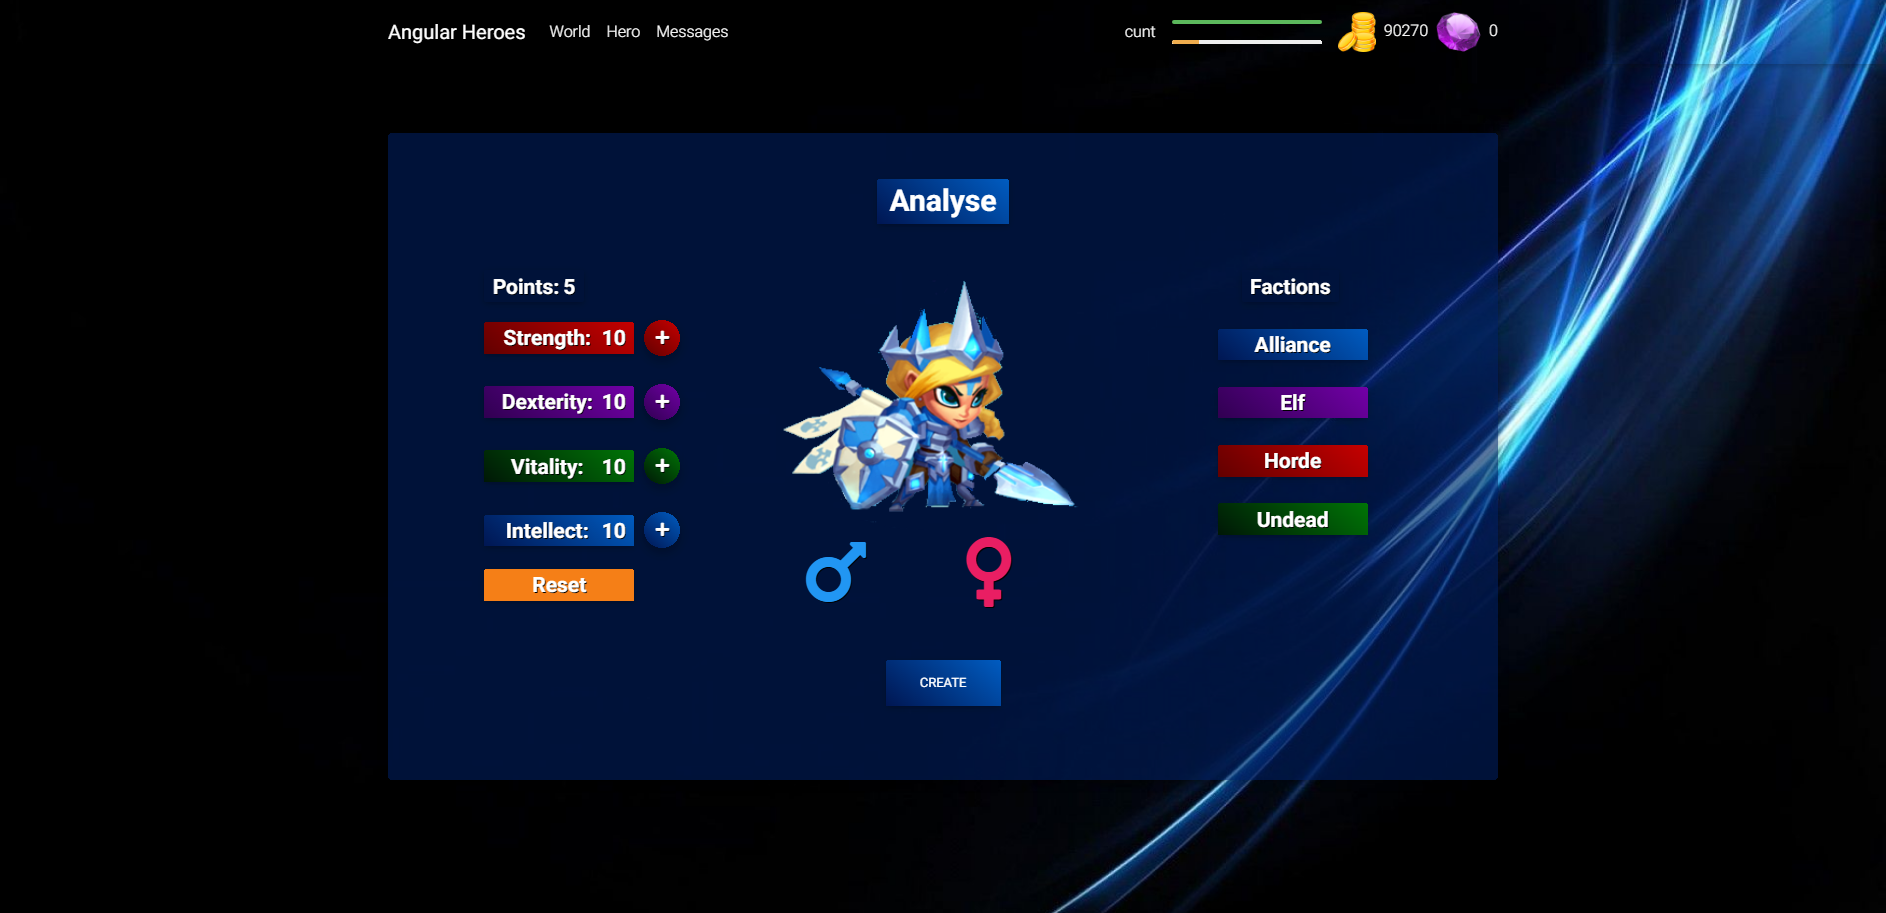 Angular Heroes World Hero Messages cunt 90270 0
Analyse
Points: 5
Strength: 10 +
Dexterity: 10 +
Vitality: 10 +
Intellect: 10 +
Reset
Factions
Alliance
Elf
Horde
Undead
CREATE